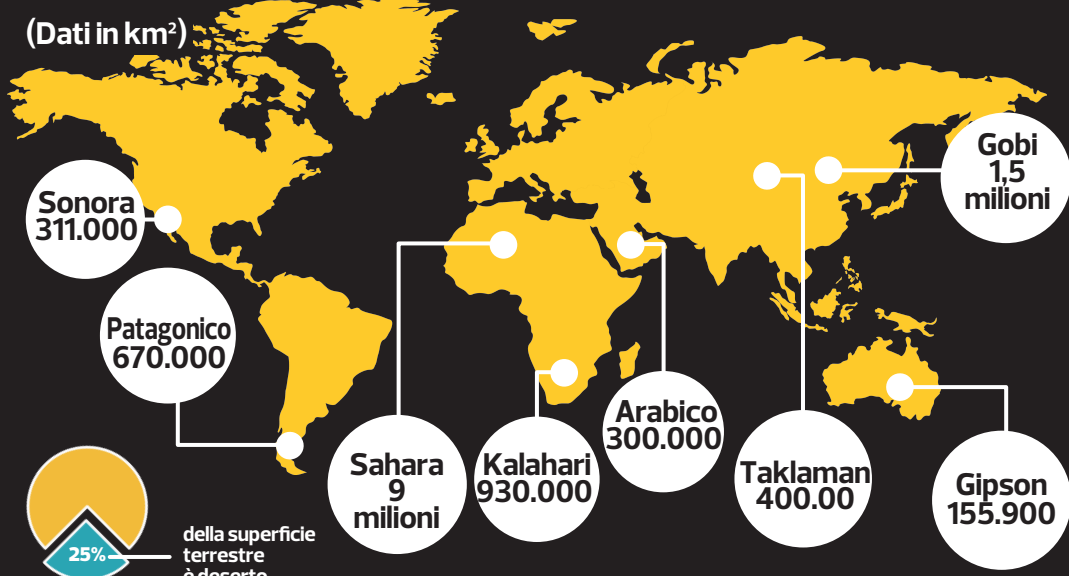 (Dati in km²)
Sonora
311.000
Patagonico
670.000
Sahara
9
milioni
Kalahari
930.000
Arabico
300.000
Taklaman
400.00
Gobi
1,5
milioni
Gipson
155.900
25%
della superficie
terrestre
è deserto